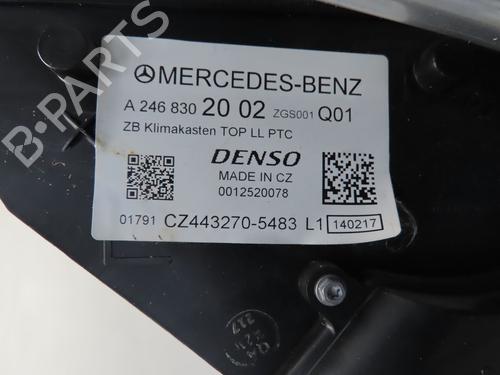 MERCEDES-BENZ
A 246 830 20 02 ZGS001 Q01
ZB Klimakasten TOP LL PTC
DENSO
MADE IN CZ
0012520078
01791 CZ443270-5483 L1 140217
B-PARTS
317